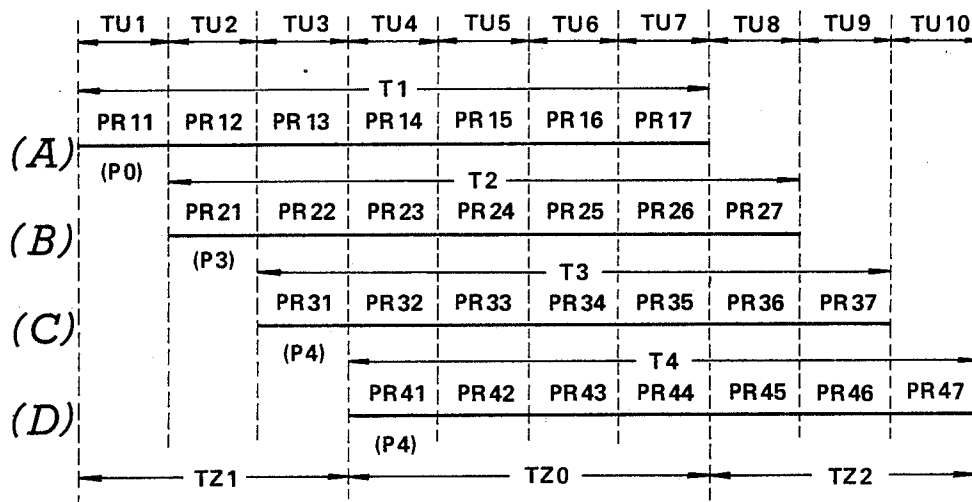 TU1 TU2 TU3 TU4 TU5 TU6 TU7 TU8 TU9 TU10
T1
PR11 PR12 PR13 PR14 PR15 PR16 PR17
(A)
(P0)
T2
PR21 PR22 PR23 PR24 PR25 PR26 PR27
(B)
(P3)
T3
PR31 PR32 PR33 PR34 PR35 PR36 PR37
(C)
(P4)
T4
PR41 PR42 PR43 PR44 PR45 PR46 PR47
(D)
(P4)
TZ1 TZ0 TZ2